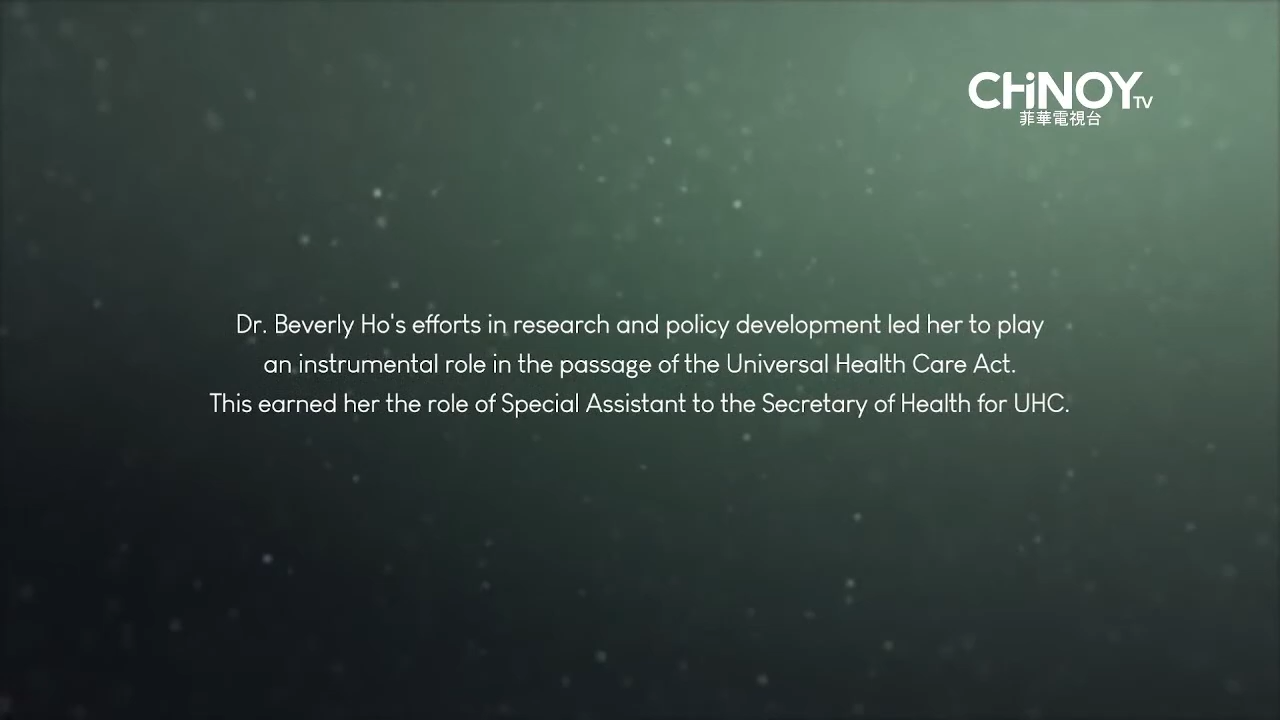 CHiNOY TV
菲華電視台
Dr. Beverly Ho's efforts in research and policy development led her to play
an instrumental role in the passage of the Universal Health Care Act.
This earned her the role of Special Assistant to the Secretary of Health for UHC.